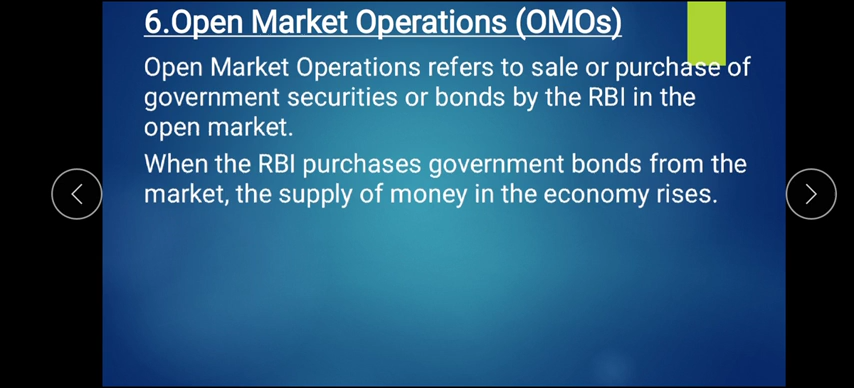 6.Open Market Operations (OMOs)
Open Market Operations refers to sale or purchase of
government securities or bonds by the RBI in the
open market.
When the RBI purchases government bonds from the
market, the supply of money in the economy rises.